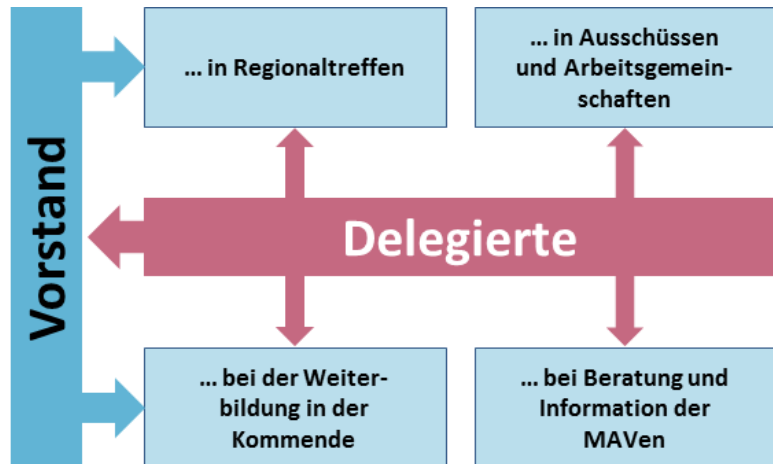 Vorstand
... in Regionaltreffen
... in Ausschüssen
und Arbeitsgemein-
schaften
Delegierte
... bei der Weiter-
bildung in der
Kommende
... bei Beratung und
Information der
MAVen